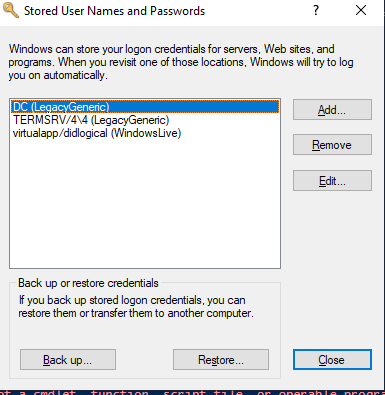 Stored User Names and Passwords
Windows can store your logon credentials for servers, Web sites, and
programs. When you revisit one of those locations, Windows will try to log
you on automatically.
DC (LegacyGeneric)
TERMSRV/4\4 (LegacyGeneric)
virtualapp/didlogical (WindowsLive)
Add...
Remove
Edit...
Back up or restore credentials
If you back up stored logon credentials, you can
restore them or transfer them to another computer.
Back up...
Restore...
Close
ot a cmdlet, function, script file, or operable progra